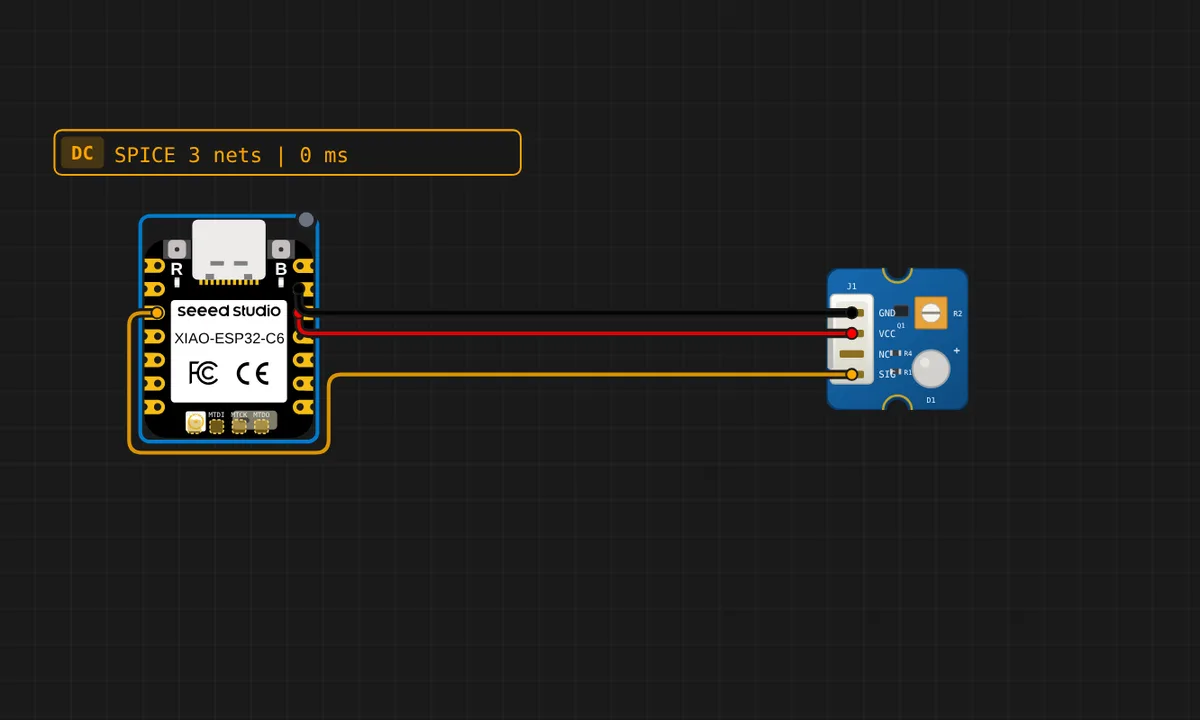 DC SPICE 3 nets | 0 ms
R B
seeed studio
XIAO-ESP32-C6
FC CE
MTDI MTCK MTDO
J1
GND
Q1
R2
VCC
NC R4
SIG R1
+
D1